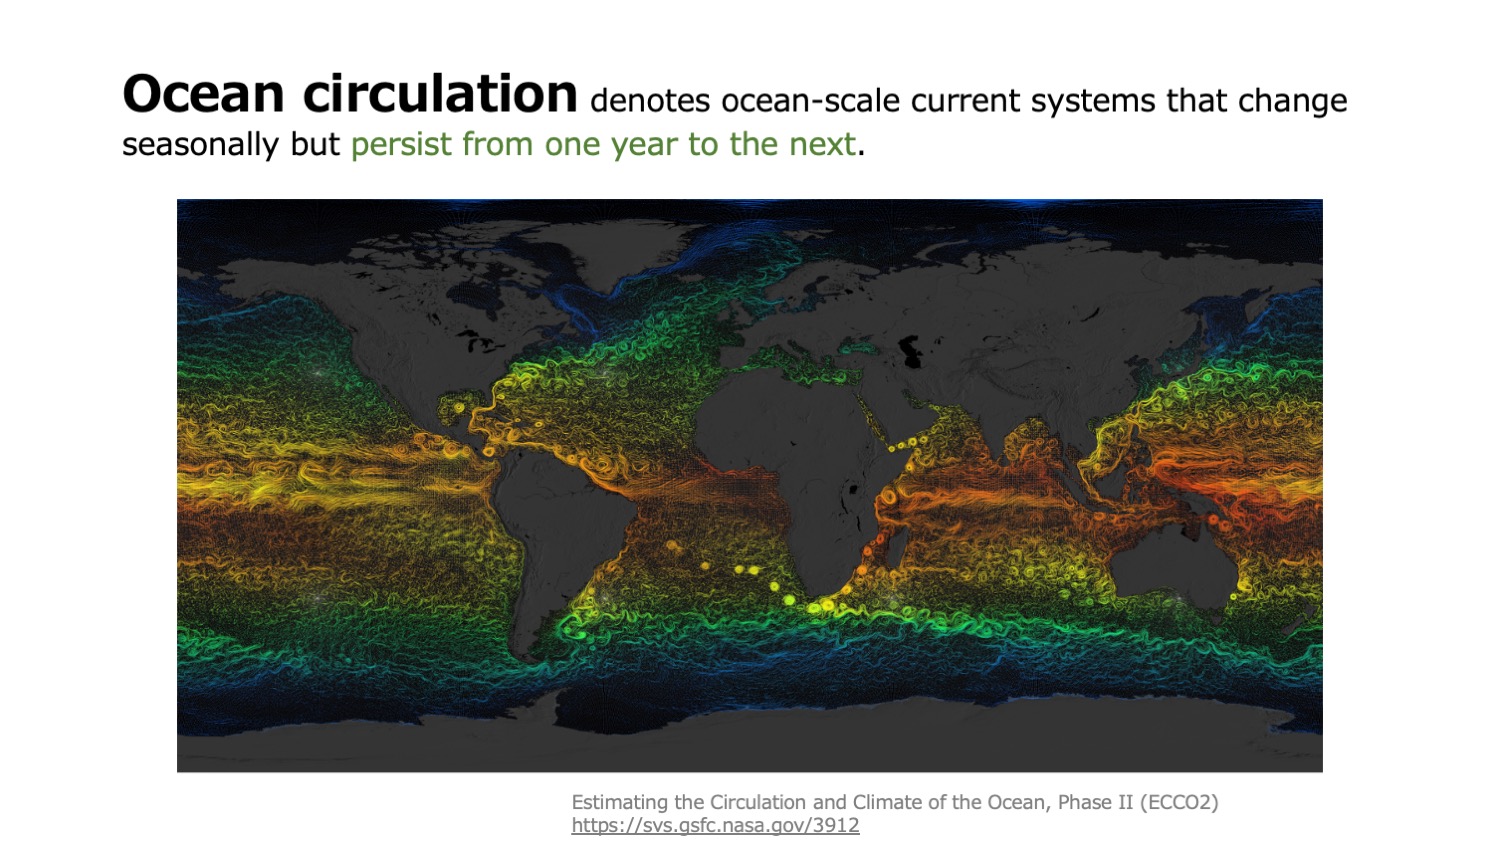 Ocean circulation denotes ocean-scale current systems that change
seasonally but persist from one year to the next.
Estimating the Circulation and Climate of the Ocean, Phase II (ECCO2)
https://svs.gsfc.nasa.gov/3912